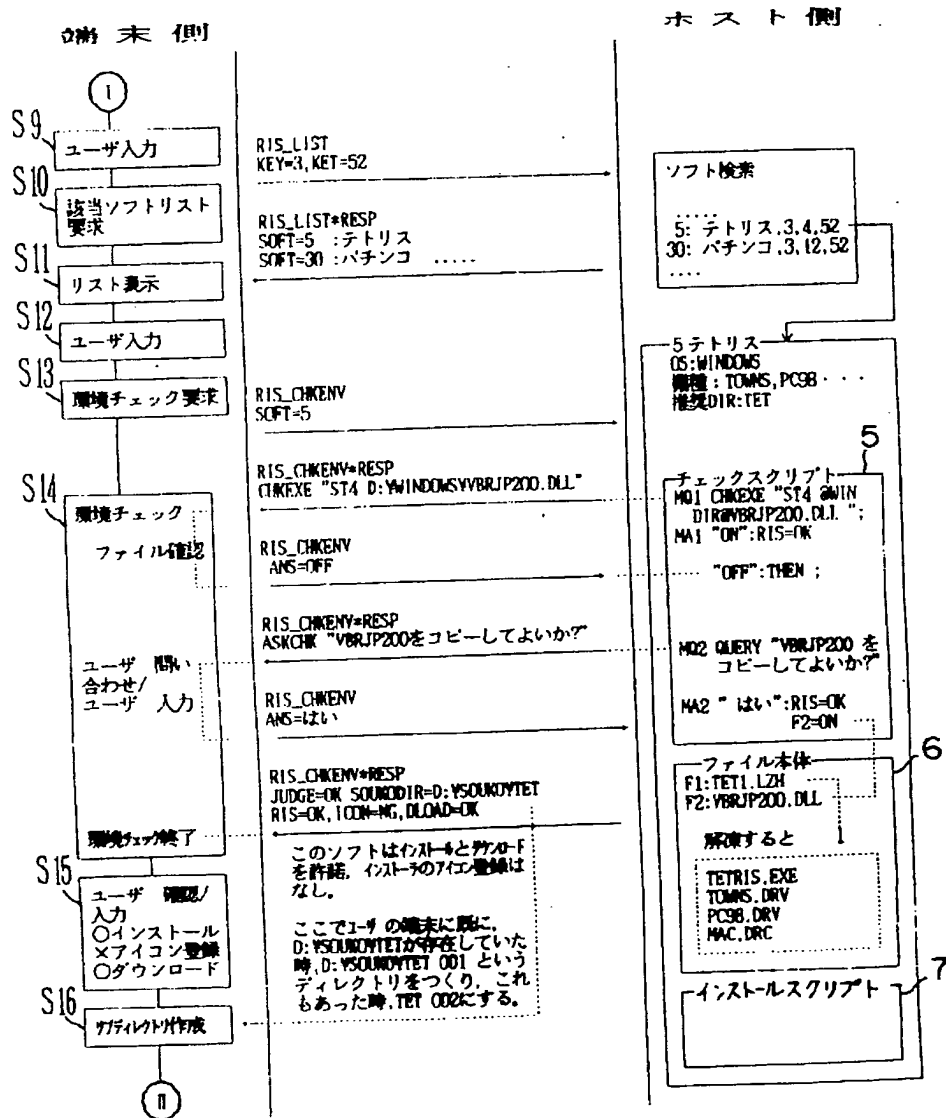 端末側
ホスト側
I
S9
ユーザ入力
S10
該当ソフトリスト
要求
S11
リスト表示
S12
ユーザ入力
S13
環境チェック要求
S14
環境チェック
ファイル確認
ユーザ 問い
合わせ/
ユーザ 入力
環境チェック終了
S15
ユーザ 確認/
入力
○インストール
×アイコン登録
○ダウンロード
S16
サブディレクトリ作成
II
RIS_LIST
KEY=3,KET=52
RIS_LIST*RESP
SOFT=5 :テトリス
SOFT=30 :パチンコ .....
RIS_CHKENV
SOFT=5
RIS_CHKENV*RESP
CHKEXE "ST4 D:¥WINDOWS¥VBRJP200.DLL"
RIS_CHKENV
ANS=OFF
RIS_CHKENV*RESP
ASKCHK "VBRJP200をコピーしてよいか?"
RIS_CHKENV
ANS=はい
RIS_CHKENV*RESP
JUDGE=OK SOUKODIR=D:¥SOUKO¥TET
RIS=OK,ICON=NG,DLOAD=OK
このソフトはインストールとダウンロード
を許諾. インストーラのアイコン登録は
なし。
ここでユーザ の端末に既に,
D:¥SOUKO¥TETが存在していた
時,D:¥SOUKO¥TET 001 という
ディレクトリをつくり, これ
もあった時,TET 002にする。
ソフト検索
.....
5: テトリス,3,4,52
30: パチンコ,3,12,52
....
5テトリス
OS:WINDOWS
機種: TOWNS,PC98 ...
推奨DIR:TET
5
チェックスクリプト
MQ1 CHKEXE "ST4 @WIN
DIR@VBRJP200.DLL ";
MA1 "ON":RIS=OK
"OFF":THEN ;
MQ2 QUERY "VBRJP200 を
コピーしてよいか?"
MA2 " はい":RIS=OK
F2=ON
6
ファイル本体
F1:TET1.LZH
F2:VBRJP200.DLL
解凍すると
TETRIS.EXE
TOWNS.DRV
PC98.DRV
MAC.DRC
7
インストールスクリプト